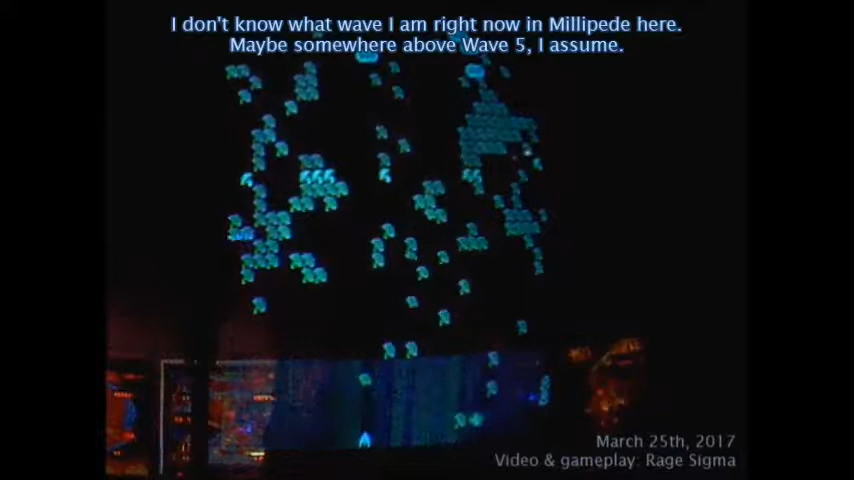 I don't know what wave I am right now in Millipede here.
Maybe somewhere above Wave 5, I assume.
March 25th, 2017
Video & gameplay: Rage Sigma